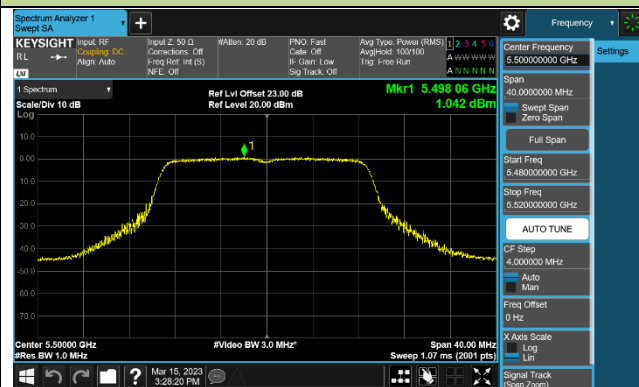 Spectrum Analyzer 1
Swept SA
Frequency
KEYSIGHT
RL
LXI
Input: RF
Coupling: DC
Align: Auto
Input Z: 50 Ω
Corrections: Off
Freq Ref: Int (S)
NFE: Off
#Atten: 20 dB
PNO: Fast
Gate: Off
IF Gain: Low
Sig Track: Off
Avg Type: Power (RMS)
Avg|Hold: 100/100
Trig: Free Run
1 2 3 4 5 6
A W W W W W
A N N N N N
1 Spectrum
Scale/Div 10 dB
Log
Ref Lvl Offset 23.00 dB
Ref Level 20.00 dBm
Mkr1 5.498 06 GHz
1.042 dBm
1
10.0
0.00
-10.0
-20.0
-30.0
-40.0
-50.0
-60.0
-70.0
Center 5.50000 GHz
#Res BW 1.0 MHz
#Video BW 3.0 MHz*
Span 40.00 MHz
Sweep 1.07 ms (2001 pts)
Center Frequency
5.50000000 GHz
Settings
Span
40.0000000 MHz
Swept Span
Zero Span
Full Span
Start Freq
5.480000000 GHz
Stop Freq
5.520000000 GHz
AUTO TUNE
CF Step
4.000000 MHz
Auto
Man
Freq Offset
0 Hz
X Axis Scale
Log
Lin
Signal Track
(Span Zoom)
?
Mar 15, 2023
3:28:20 PM